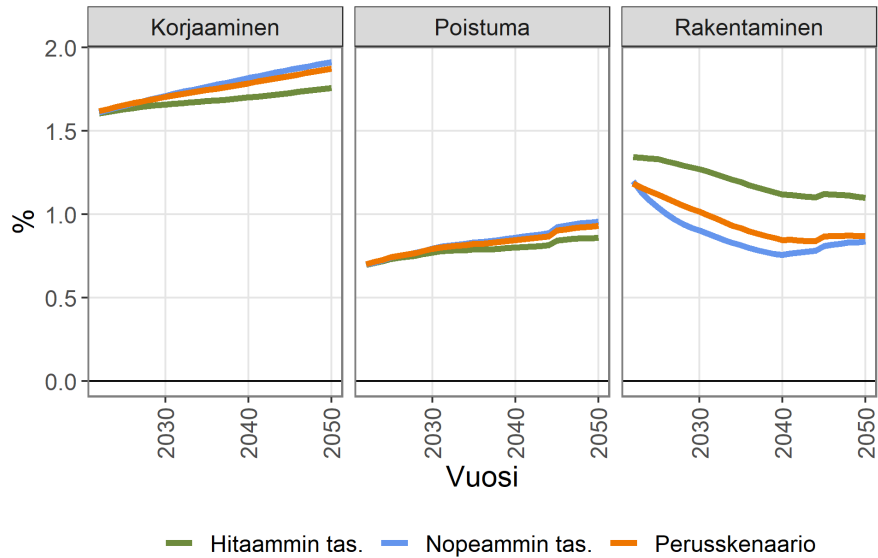 Korjaaminen Poistuma Rakentaminen
2.0
1.5
1.0
0.5
0.0
%
2030 2040 2050 2030 2040 2050 2030 2040 2050
Vuosi
Hitaammin tas. Nopeammin tas. Perusskenaario